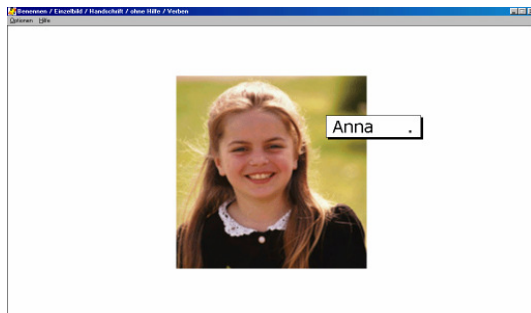 Benennen / Einzelbild / Handschrift / ohne Hilfe / Verben
Optionen Hilfe
Anna .